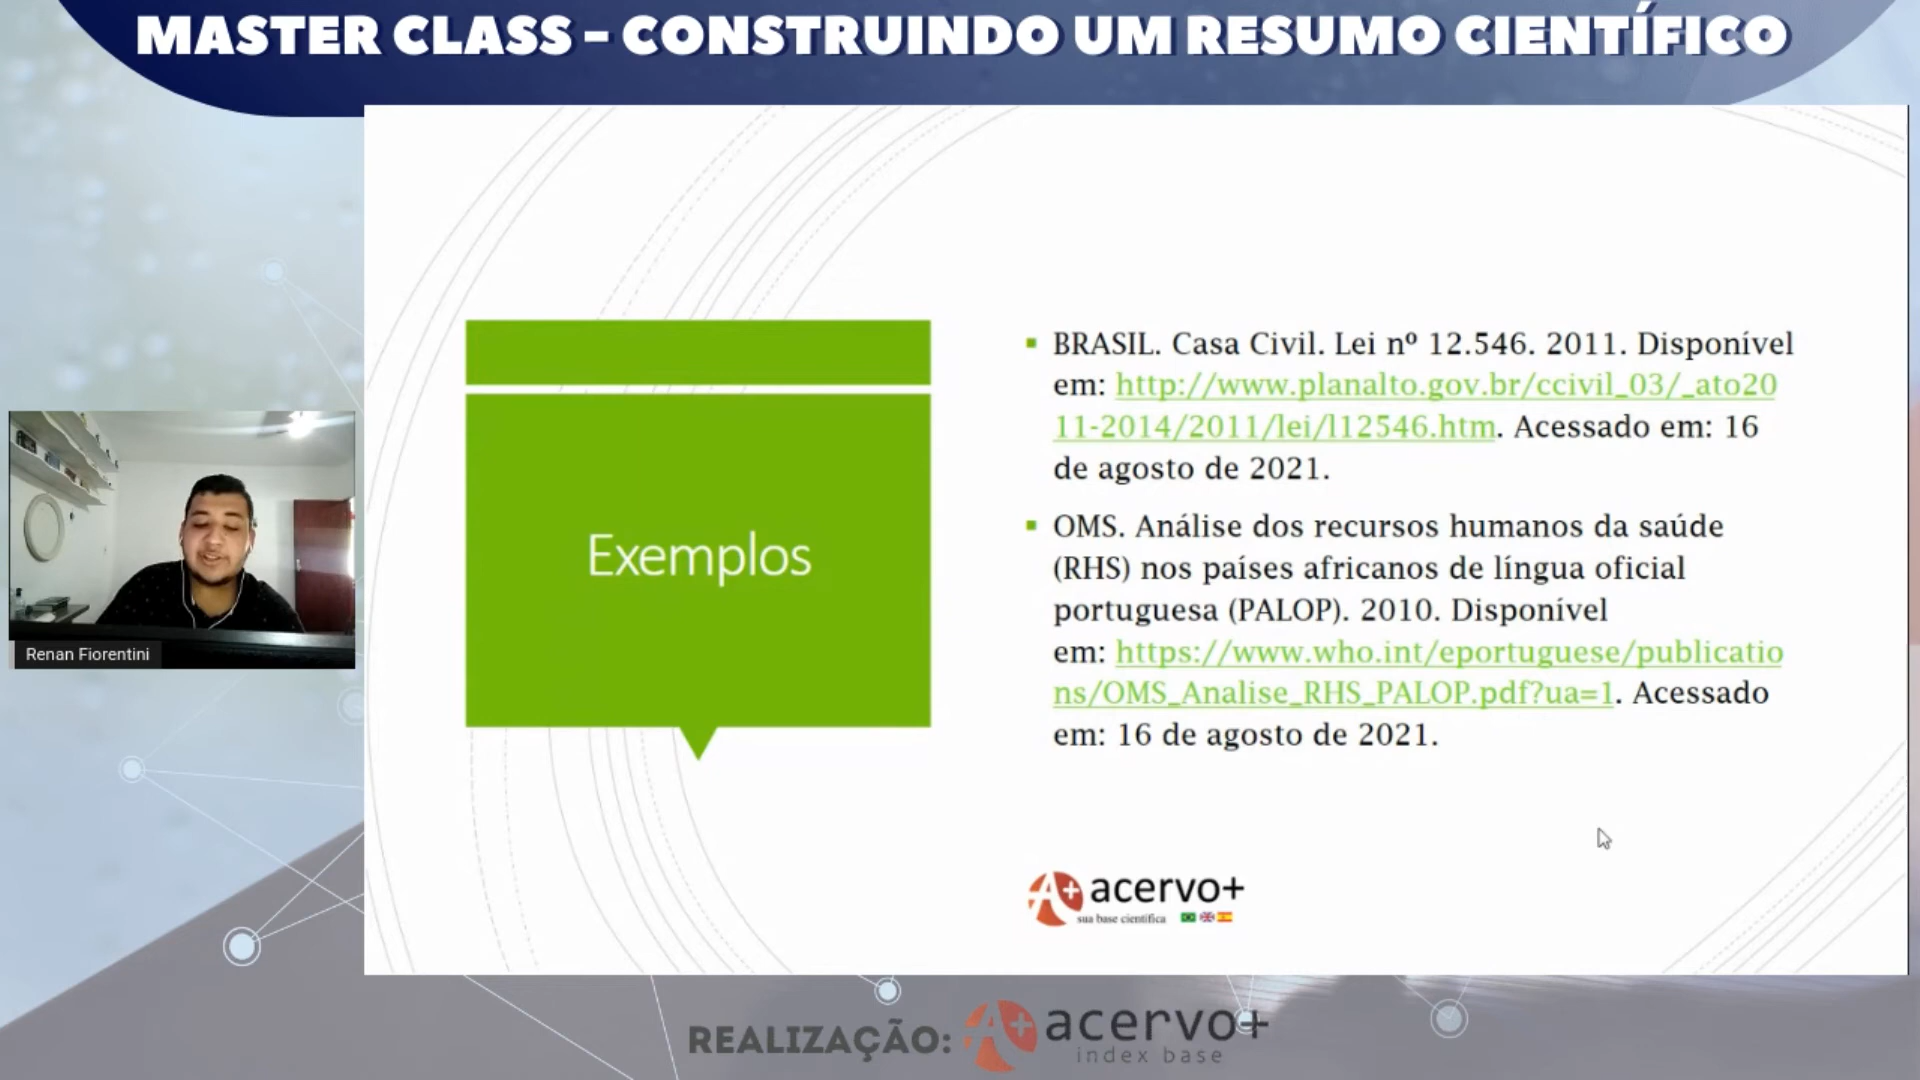 MASTER CLASS – CONSTRUINDO UM RESUMO CIENTÍFICO
Renan Fiorentini
Exemplos
BRASIL. Casa Civil. Lei nº 12.546. 2011. Disponível
em: http://www.planalto.gov.br/ccivil_03/_ato20
11-2014/2011/lei/l12546.htm. Acessado em: 16
de agosto de 2021.
OMS. Análise dos recursos humanos da saúde
(RHS) nos países africanos de língua oficial
portuguesa (PALOP). 2010. Disponível
em: https://www.who.int/eportuguese/publicatio
ns/OMS_Analise_RHS_PALOP.pdf?ua=1. Acessado
em: 16 de agosto de 2021.
A+ acervo+
sua base científica
REALIZAÇÃO: A+ acervo+
index base